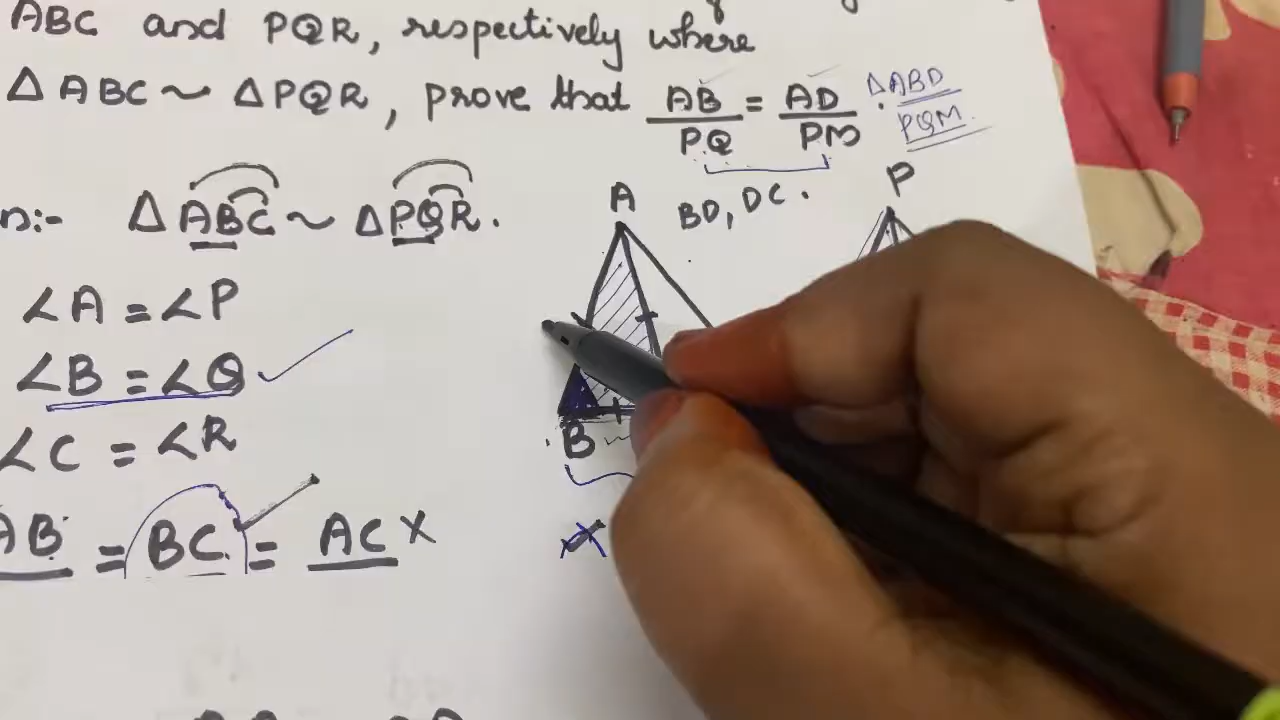 ABC and PQR, respectively where
Δ ABC ~ Δ PQR, prove that AB/PQ = AD/PM.
ΔABD
PQM
BD, DC.
n:- Δ ABC ~ Δ PQR.
∠A = ∠P
∠B = ∠Q ✓
∠C = ∠R
AB = BC = AC ×
A
P
B